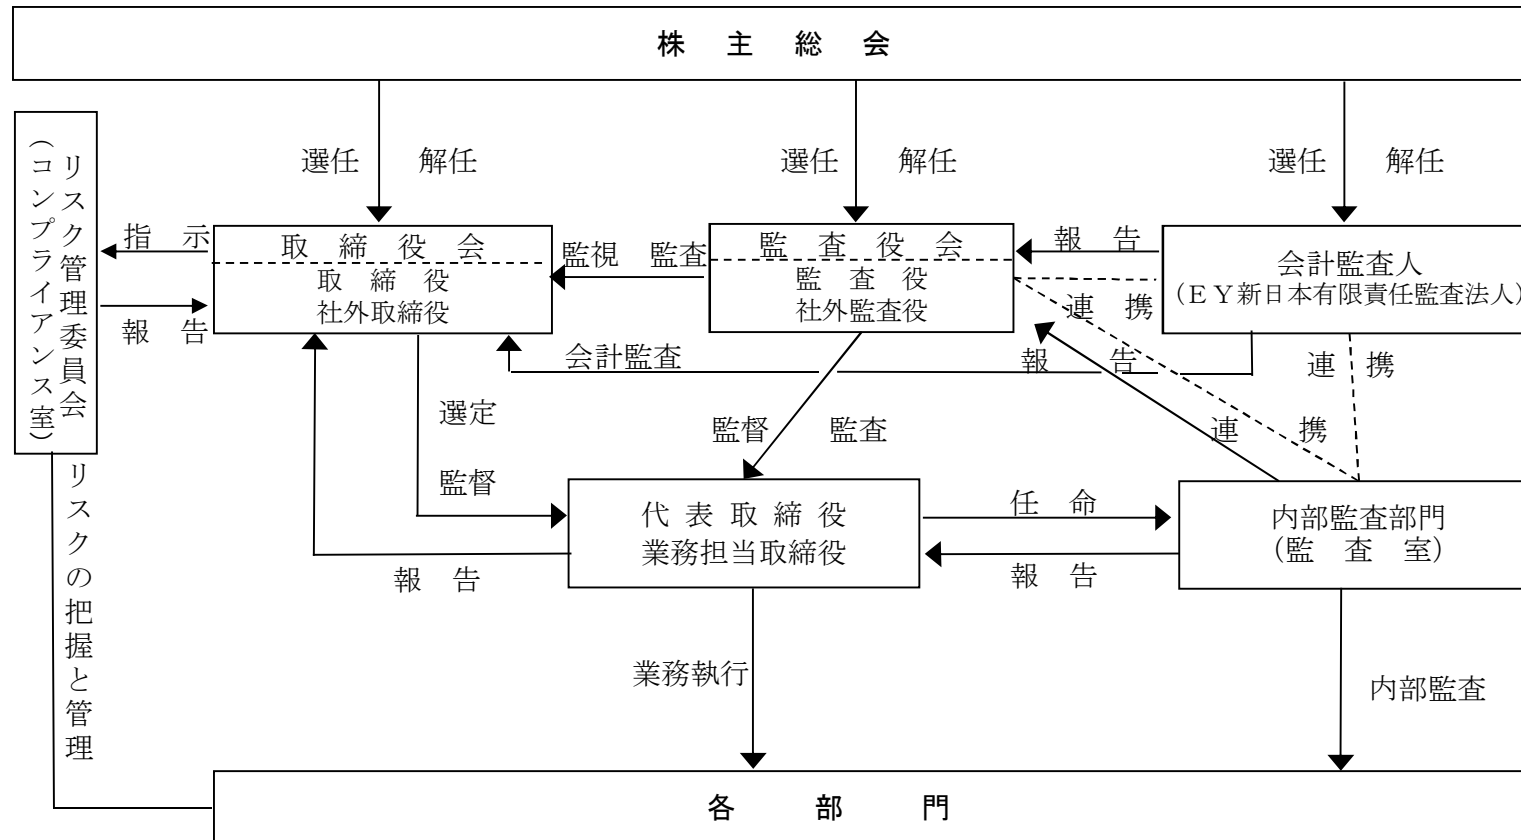 株主総会
選任 解任
選任 解任
選任 解任
リスク管理委員会
(コンプライアンス室)
指示
報告
取締役会
取締役
社外取締役
監視 監査
監査役会
監査役
社外監査役
報告
連携
会計監査人
(EY新日本有限責任監査法人)
会計監査
報告
連携
選定
監督
監督 監査
連携
リスクの把握と管理
代表取締役
業務担当取締役
任命
報告
報告
内部監査部門
(監査室)
業務執行
内部監査
各部門